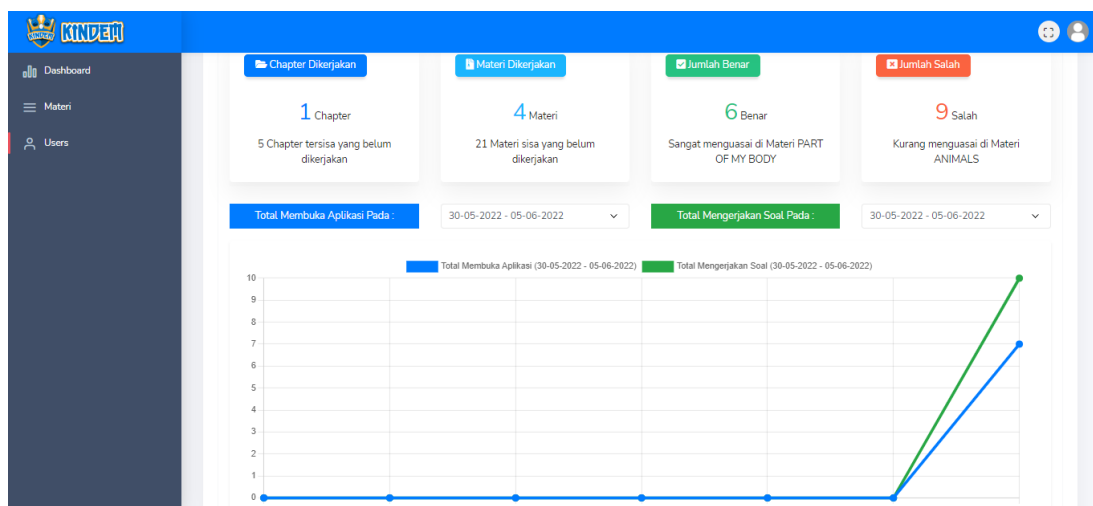 KINDEM
Dashboard
Materi
Users
Chapter Dikerjakan
1 Chapter
5 Chapter tersisa yang belum
dikerjakan
Materi Dikerjakan
4 Materi
21 Materi sisa yang belum
dikerjakan
Jumlah Benar
6 Benar
Sangat menguasai di Materi PART
OF MY BODY
Jumlah Salah
9 Salah
Kurang menguasai di Materi
ANIMALS
Total Membuka Aplikasi Pada :
30-05-2022 - 05-06-2022
Total Mengerjakan Soal Pada :
30-05-2022 - 05-06-2022
Total Membuka Aplikasi (30-05-2022 - 05-06-2022)
Total Mengerjakan Soal (30-05-2022 - 05-06-2022)
10
9
8
7
6
5
4
3
2
1
0